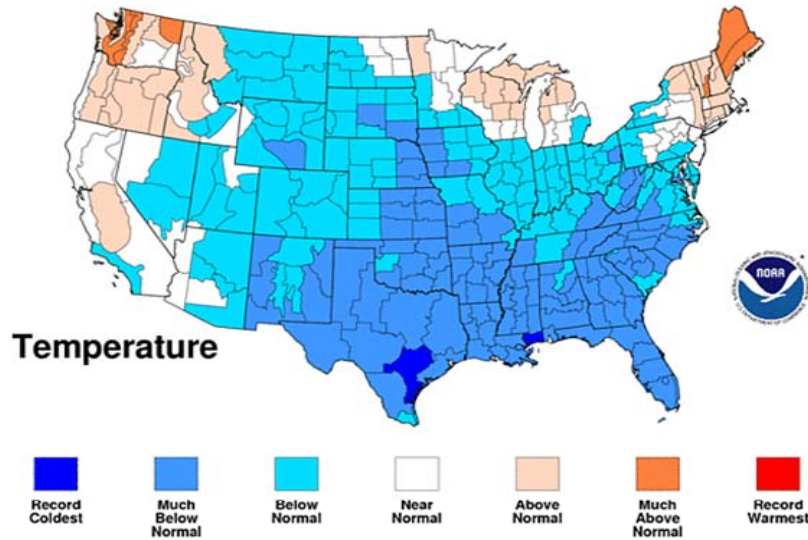 NOAA
Temperature
Record
Coldest
Much
Below
Normal
Below
Normal
Near
Normal
Above
Normal
Much
Above
Normal
Record
Warmest